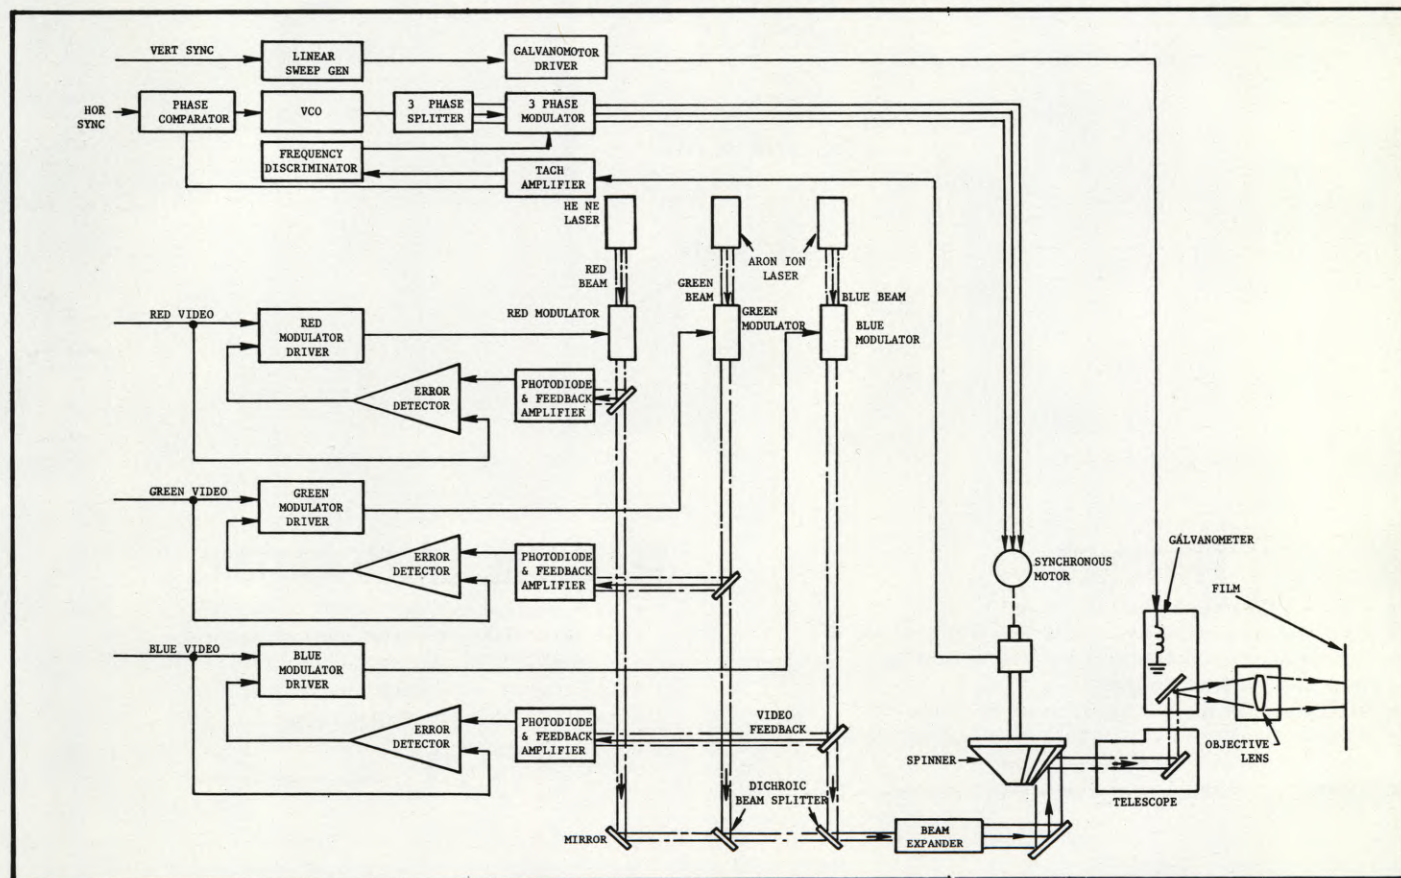 VERT SYNC
LINEAR
SWEEP GEN
GALVANOMOTOR
DRIVER
HOR
SYNC
PHASE
COMPARATOR
VCO
3 PHASE
SPLITTER
3 PHASE
MODULATOR
FREQUENCY
DISCRIMINATOR
TACH
AMPLIFIER
HE NE
LASER
ARON ION
LASER
RED
BEAM
GREEN
BEAM
BLUE BEAM
RED VIDEO
RED
MODULATOR
DRIVER
RED MODULATOR
GREEN
MODULATOR
BLUE
MODULATOR
ERROR
DETECTOR
PHOTODIODE
& FEEDBACK
AMPLIFIER
GREEN VIDEO
GREEN
MODULATOR
DRIVER
ERROR
DETECTOR
PHOTODIODE
& FEEDBACK
AMPLIFIER
SYNCHRONOUS
MOTOR
GALVANOMETER
FILM
BLUE VIDEO
BLUE
MODULATOR
DRIVER
ERROR
DETECTOR
PHOTODIODE
& FEEDBACK
AMPLIFIER
VIDEO
FEEDBACK
SPINNER
OBJECTIVE
LENS
TELESCOPE
DICHROIC
BEAM SPLITTER
MIRROR
BEAM
EXPANDER